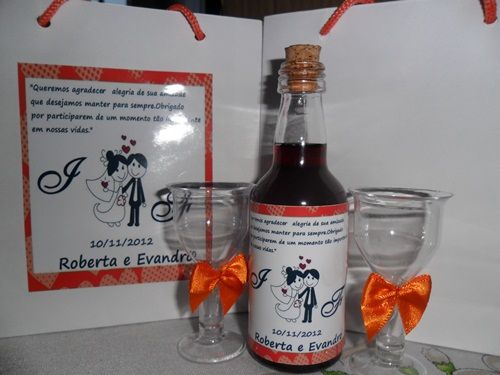 "Queremos agradecer alegria de sua amizade
que desejamos manter para sempre.Obrigado
por participarem de um momento tão importante
em nossas vidas."
10/11/2012
Roberta e Evandro
Queremos agradecer alegria de sua amizade
que desejamos manter para sempre.Obrigado
participarem de um momento tão
nossas vidas."
10/11/2012
Roberta e Evandro